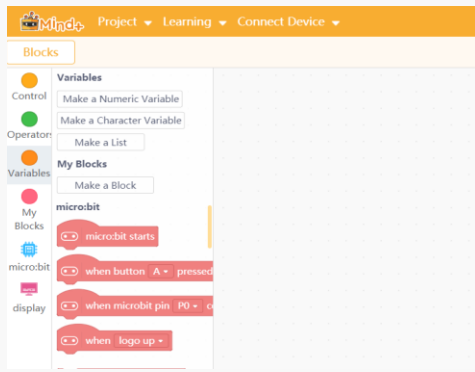 Mind+ Project Learning Connect Device
Blocks
Control
Operators
Variables
My
Blocks
micro:bit
display
Variables
Make a Numeric Variable
Make a Character Variable
Make a List
My Blocks
Make a Block
micro:bit
micro:bit starts
when button A pressed
when microbit pin P0
when logo up